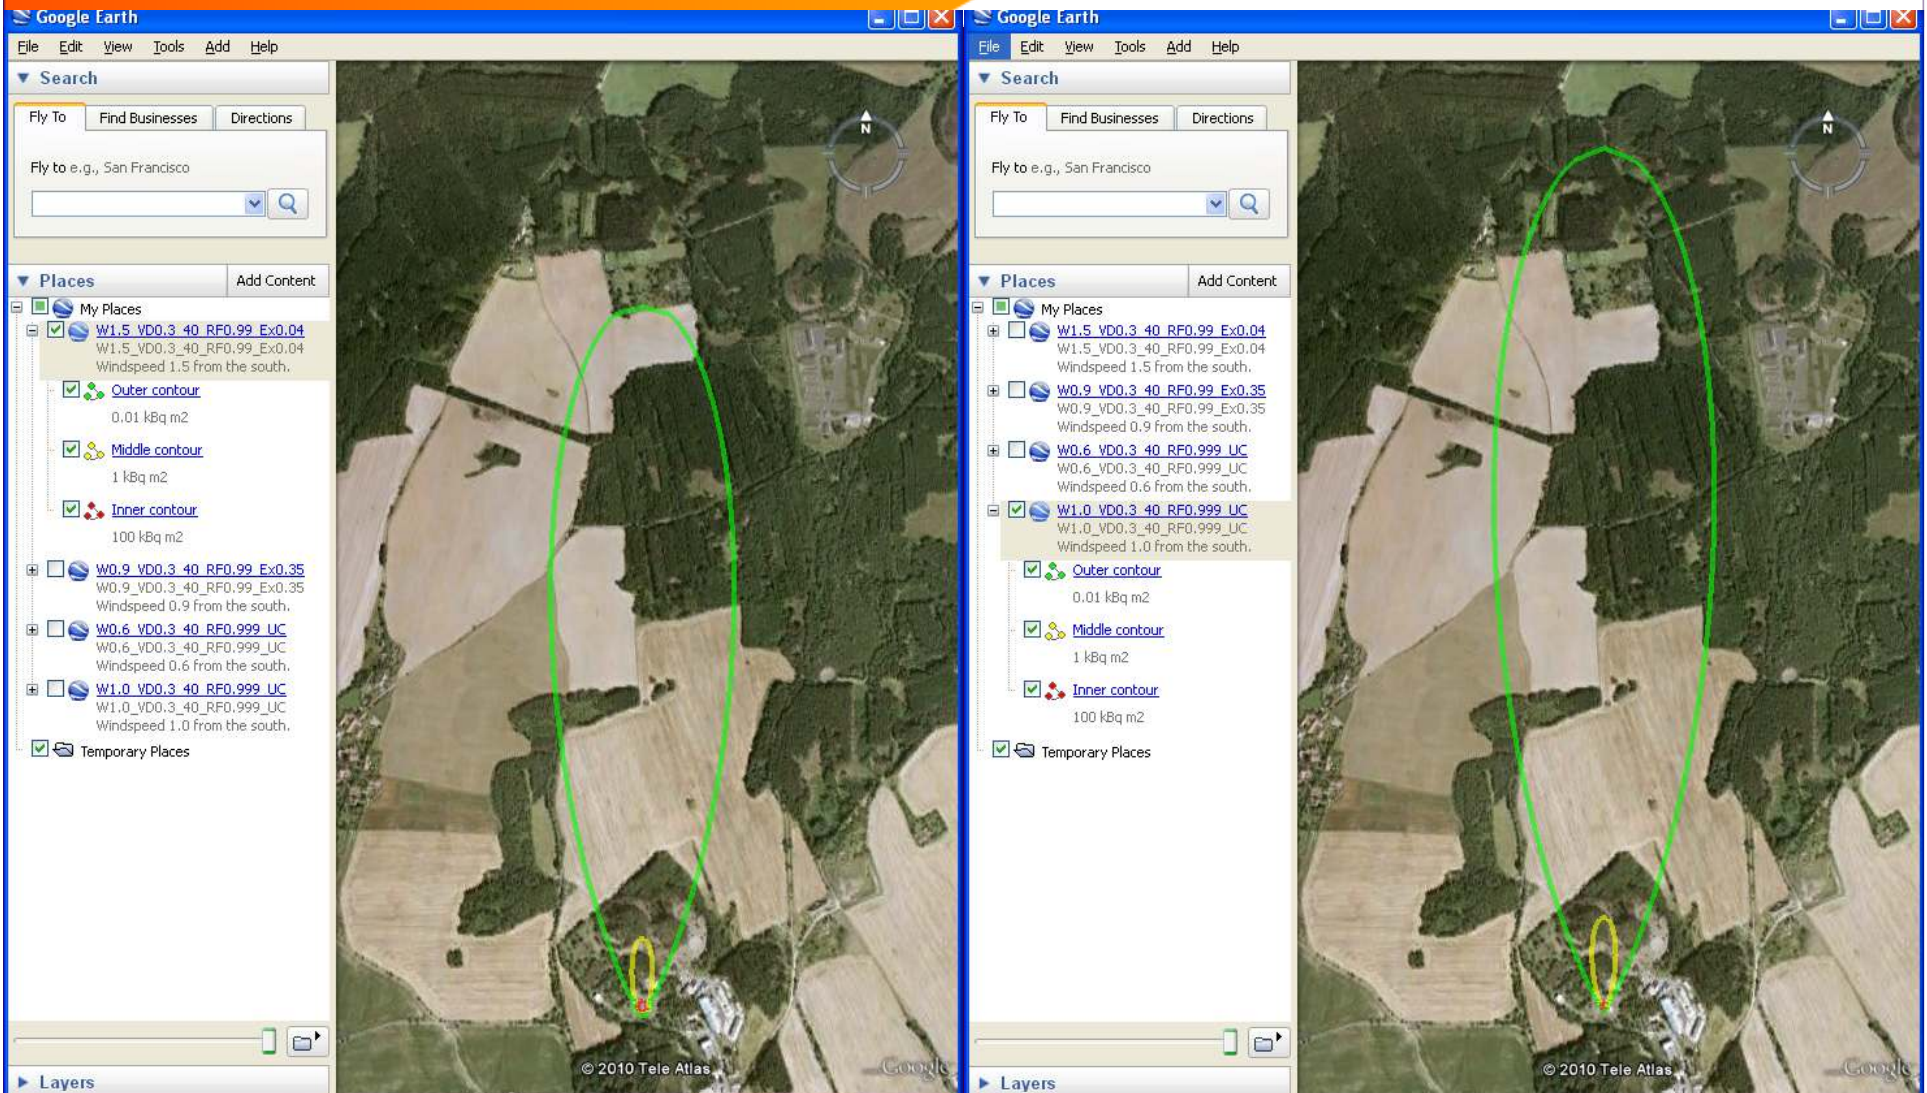 Google Earth
File Edit View Tools Add Help
Search
Fly To Find Businesses Directions
Fly to e.g., San Francisco
Places Add Content
My Places
W1.5_VD0.3_40_RF0.99_Ex0.04
W1.5_VD0.3_40_RF0.99_Ex0.04
Windspeed 1.5 from the south.
Outer contour
0.01 kBq m2
Middle contour
1 kBq m2
Inner contour
100 kBq m2
W0.9_VD0.3_40_RF0.99_Ex0.35
W0.9_VD0.3_40_RF0.99_Ex0.35
Windspeed 0.9 from the south.
W0.6_VD0.3_40_RF0.999_UC
W0.6_VD0.3_40_RF0.999_UC
Windspeed 0.6 from the south.
W1.0_VD0.3_40_RF0.999_UC
W1.0_VD0.3_40_RF0.999_UC
Windspeed 1.0 from the south.
Temporary Places
Layers
N
© 2010 Tele Atlas
Google
Google Earth
File Edit View Tools Add Help
Search
Fly To Find Businesses Directions
Fly to e.g., San Francisco
Places Add Content
My Places
W1.5_VD0.3_40_RF0.99_Ex0.04
W1.5_VD0.3_40_RF0.99_Ex0.04
Windspeed 1.5 from the south.
W0.9_VD0.3_40_RF0.99_Ex0.35
W0.9_VD0.3_40_RF0.99_Ex0.35
Windspeed 0.9 from the south.
W0.6_VD0.3_40_RF0.999_UC
W0.6_VD0.3_40_RF0.999_UC
Windspeed 0.6 from the south.
W1.0_VD0.3_40_RF0.999_UC
W1.0_VD0.3_40_RF0.999_UC
Windspeed 1.0 from the south.
Outer contour
0.01 kBq m2
Middle contour
1 kBq m2
Inner contour
100 kBq m2
Temporary Places
Layers
N
© 2010 Tele Atlas
Google